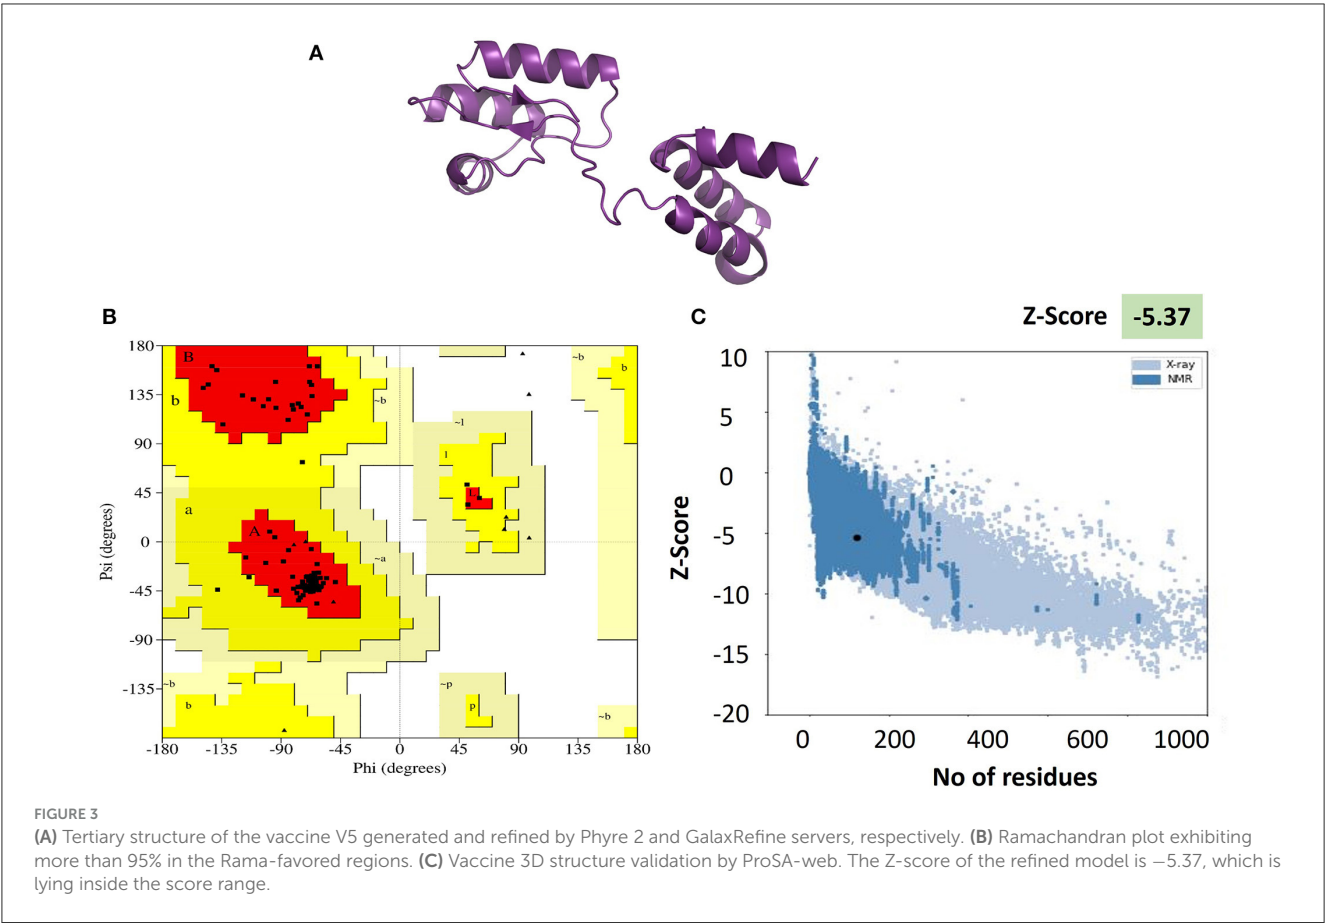 A
B
180
135
90
45
0
-45
-90
-135
-180 -135 -90 -45 0 45 90 135 180
Psi (degrees)
Phi (degrees)
B
b
~b
~b
b
~l
l
L
a
A
~a
~b
b
~p
p
~b
C
Z-Score -5.37
X-ray
NMR
10
5
0
-5
-10
-15
-20
Z-Score
0 200 400 600 1000
No of residues
FIGURE 3
(A) Tertiary structure of the vaccine V5 generated and refined by Phyre 2 and GalaxRefine servers, respectively. (B) Ramachandran plot exhibiting
more than 95% in the Rama-favored regions. (C) Vaccine 3D structure validation by ProSA-web. The Z-score of the refined model is −5.37, which is
lying inside the score range.